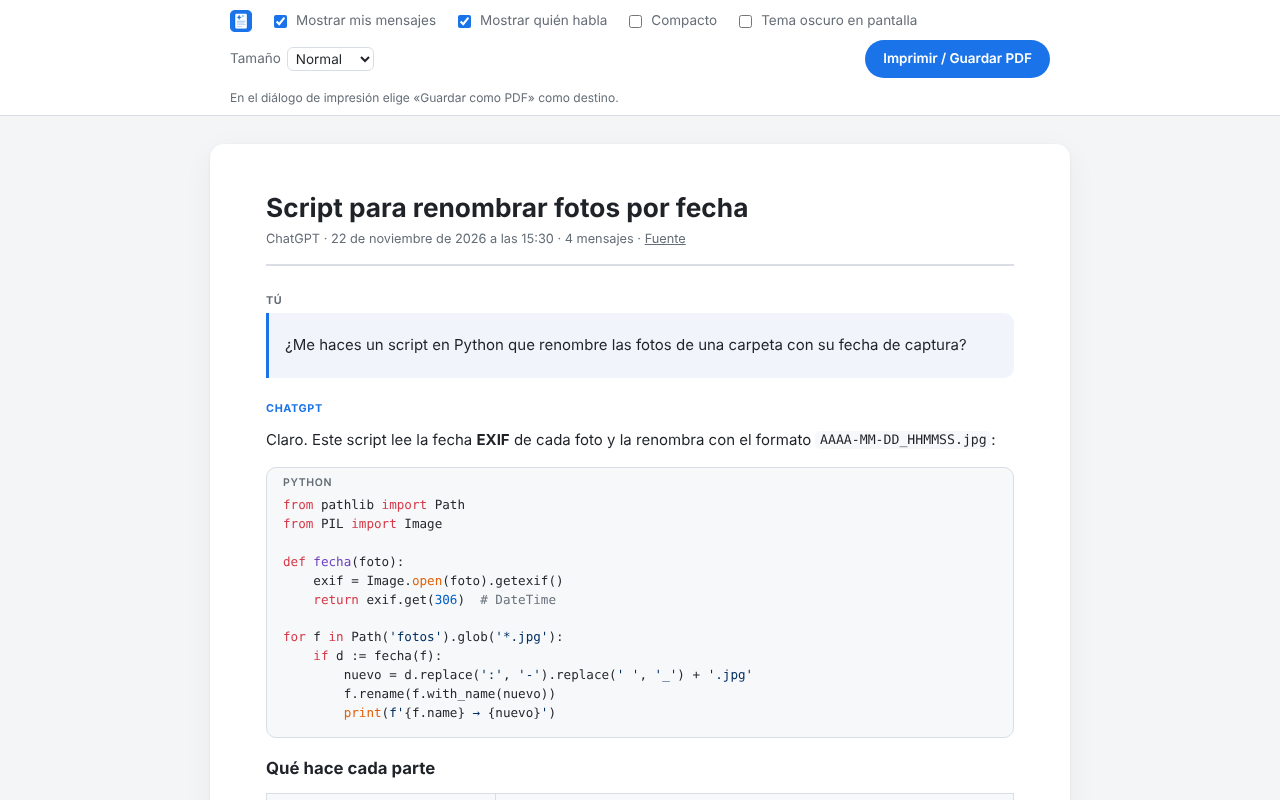 Mostrar mis mensajes
Mostrar quién habla
Compacto
Tema oscuro en pantalla
Tamaño
Normal
Imprimir / Guardar PDF
En el diálogo de impresión elige «Guardar como PDF» como destino.
Script para renombrar fotos por fecha
ChatGPT · 22 de noviembre de 2026 a las 15:30 · 4 mensajes · Fuente
TÚ
¿Me haces un script en Python que renombre las fotos de una carpeta con su fecha de captura?
CHATGPT
Claro. Este script lee la fecha EXIF de cada foto y la renombra con el formato AAAA-MM-DD_HHMMSS.jpg:
PYTHON
from pathlib import Path
from PIL import Image

def fecha(foto):
    exif = Image.open(foto).getexif()
    return exif.get(306)  # DateTime

for f in Path('fotos').glob('*.jpg'):
    if d := fecha(f):
        nuevo = d.replace(':', '-').replace(' ', '_') + '.jpg'
        f.rename(f.with_name(nuevo))
        print(f'{f.name} → {nuevo}')
Qué hace cada parte